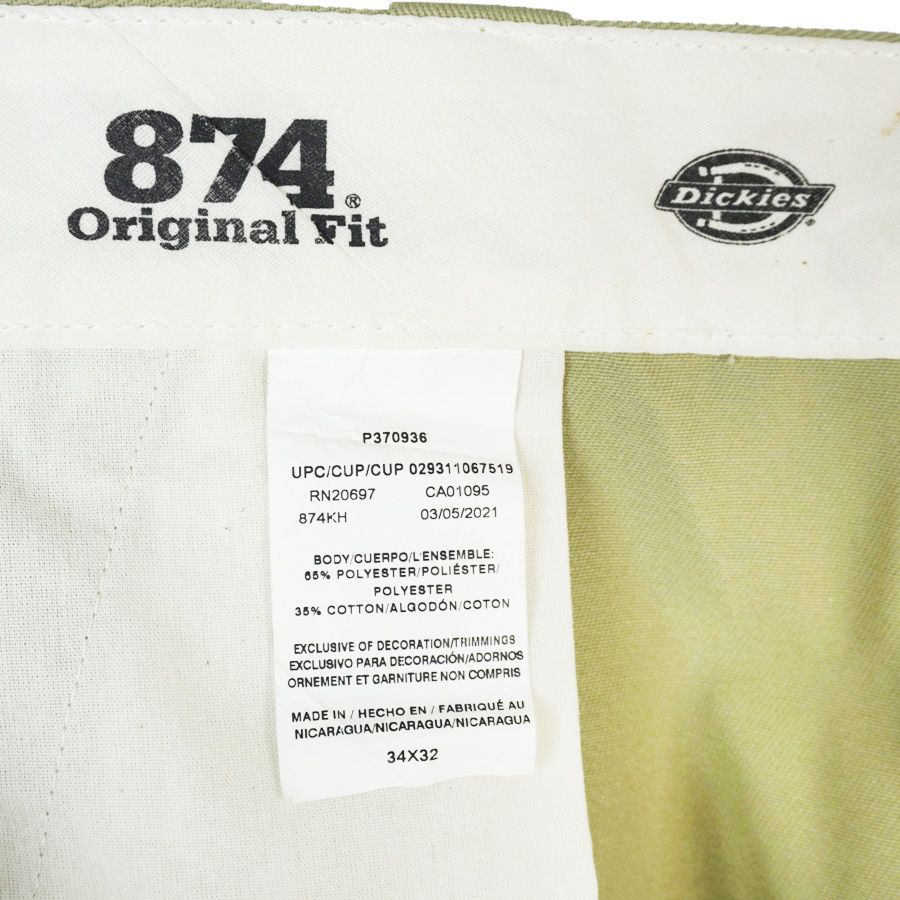 874®
Original Fit
Dickies®
P370936
UPC/CUP/CUP 029311067519
RN20697 CA01095
874KH 03/05/2021
BODY/CUERPO/L'ENSEMBLE:
65% POLYESTER/POLIÉSTER/
POLYESTER
35% COTTON/ALGODÓN/COTON
EXCLUSIVE OF DECORATION/TRIMMINGS
EXCLUSIVO PARA DECORACIÓN/ADORNOS
ORNEMENT ET GARNITURE NON COMPRIS
MADE IN / HECHO EN / FABRIQUÉ AU
NICARAGUA/NICARAGUA/NICARAGUA
34X32